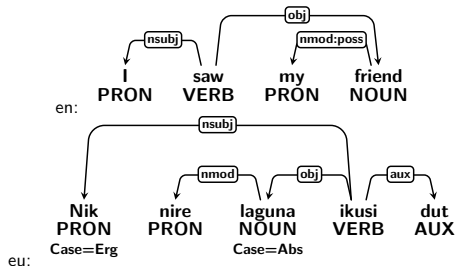 obj
nsubj nmod:poss
I saw my friend
PRON VERB PRON NOUN
en:
nsubj
nmod obj aux
Nik nire laguna ikusi dut
PRON PRON NOUN VERB AUX
Case=Erg Case=Abs
eu: